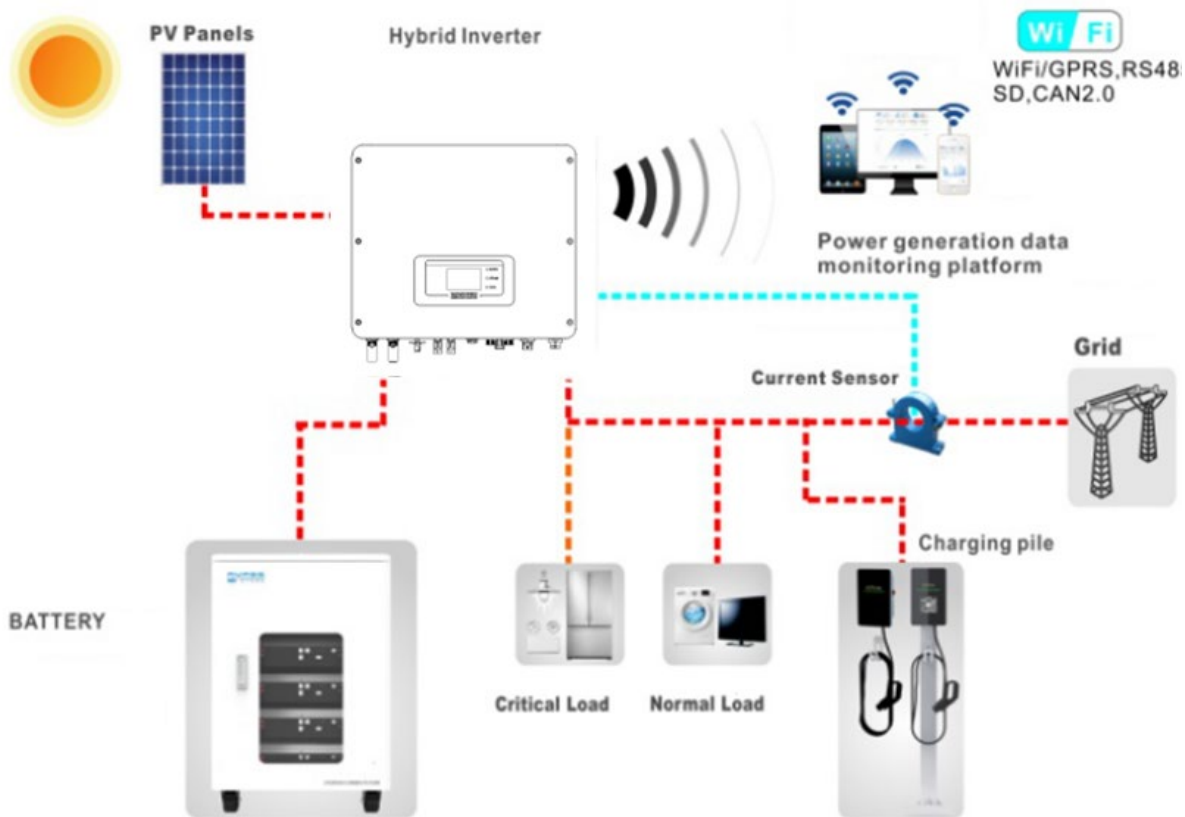 PV Panels
Hybrid Inverter
Wi Fi
WiFi/GPRS,RS485
SD,CAN2.0
Power generation data
monitoring platform
Grid
Current Sensor
Charging pile
BATTERY
Critical Load
Normal Load